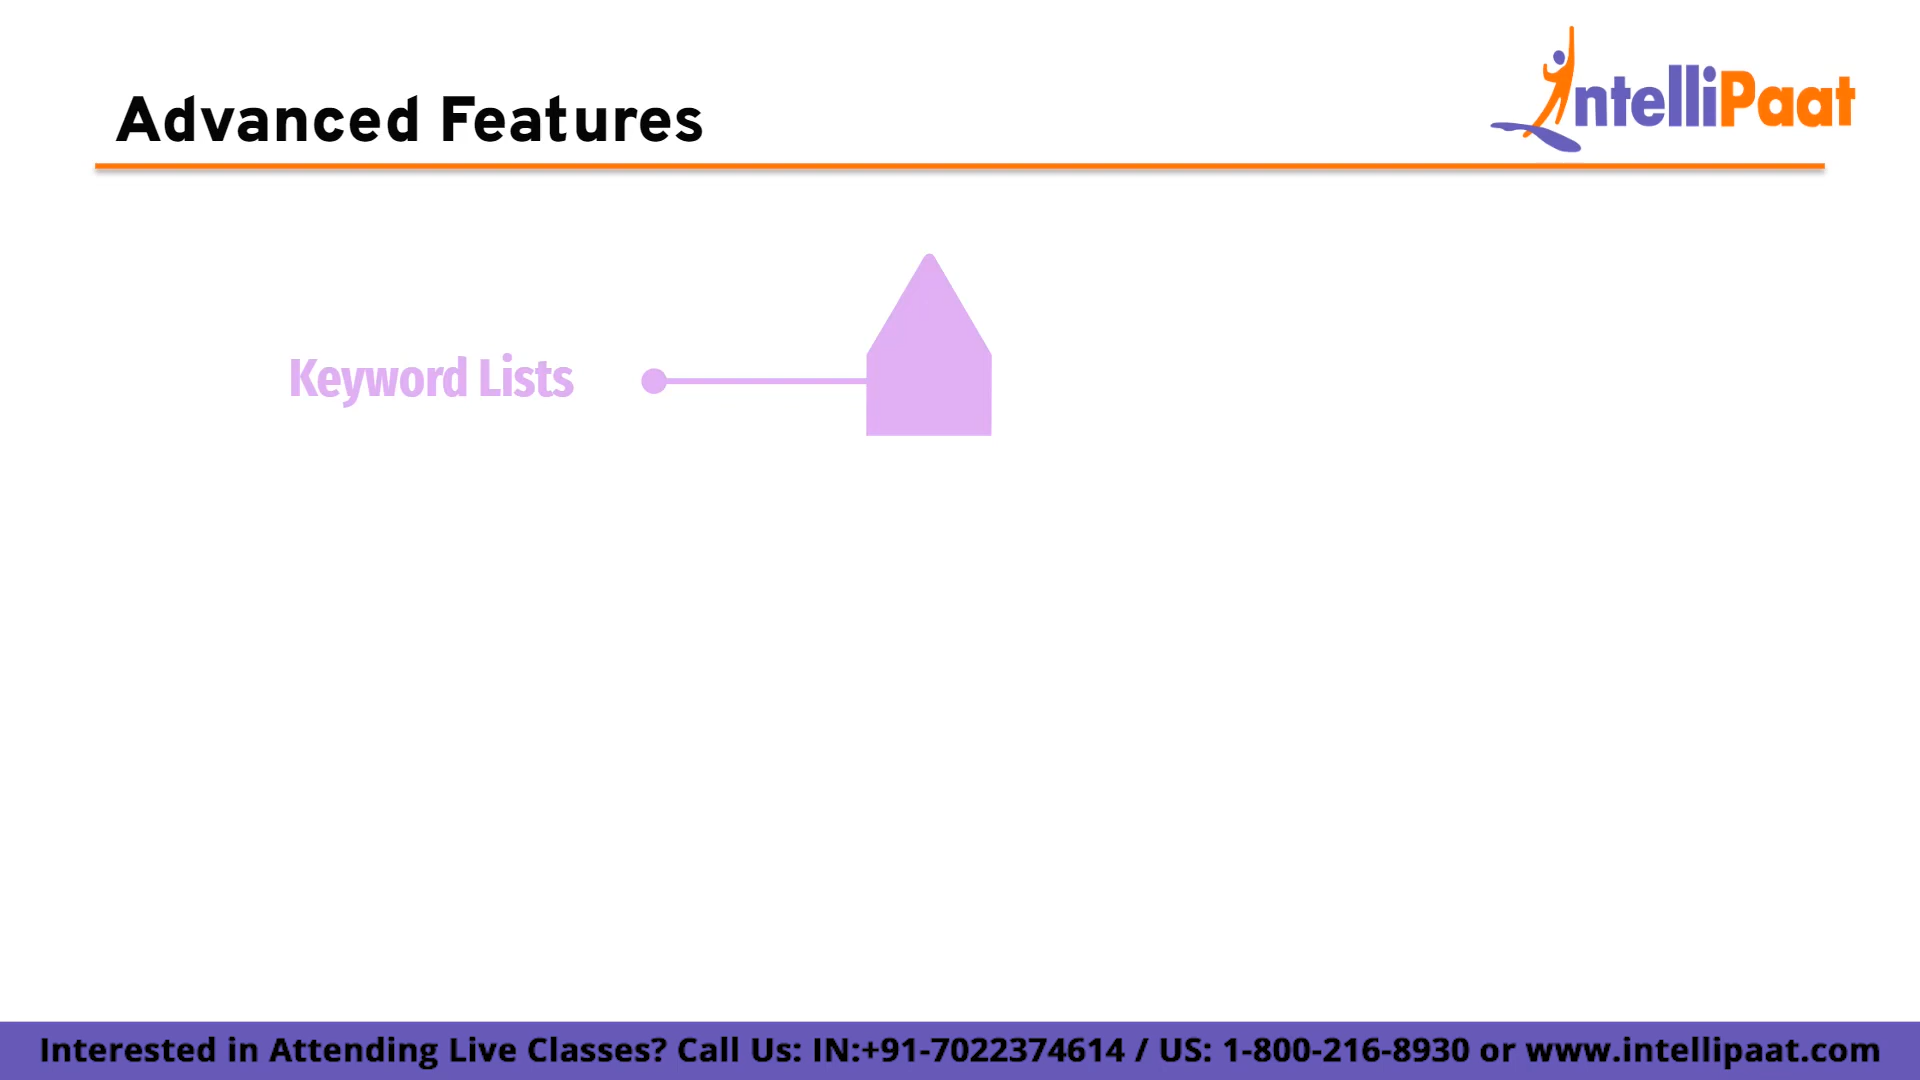 Advanced Features
IntelliPaat
Keyword Lists
Interested in Attending Live Classes? Call Us: IN:+91-7022374614 / US: 1-800-216-8930 or www.intellipaat.com